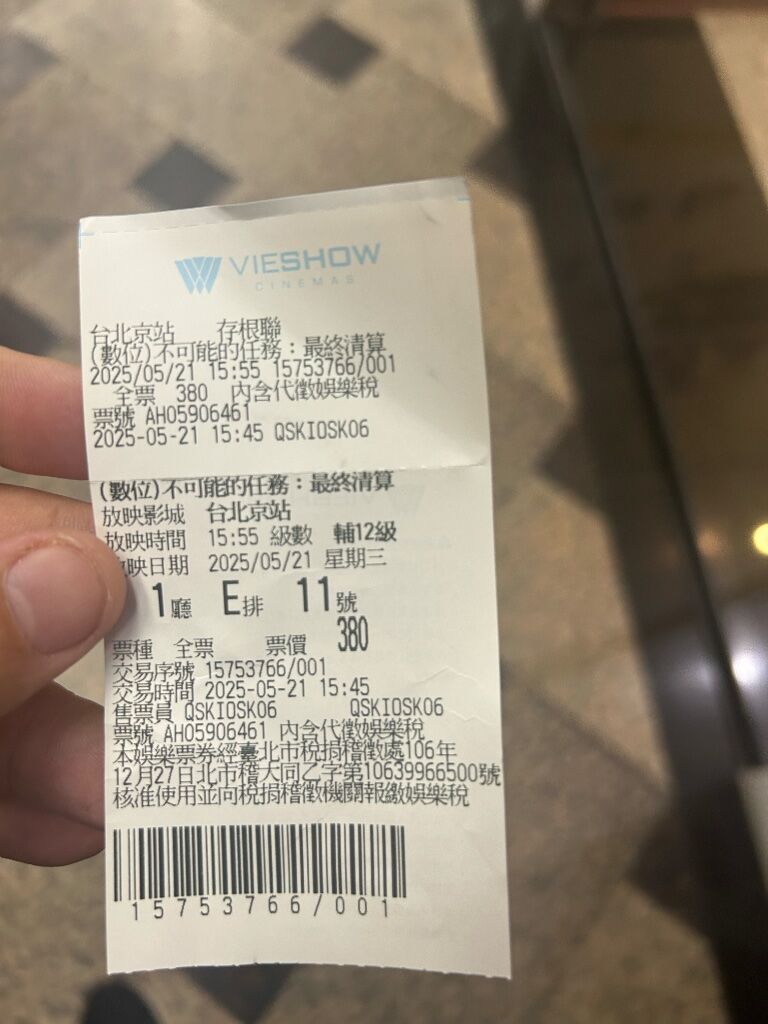 VIESHOW
CINEMAS
台北京站 存根聯
(數位)不可能的任務：最終清算
2025/05/21 15:55 15753766/001
全票 380 內含代徵娛樂稅
票號 AH05906461
2025-05-21 15:45 QSKIOSK06
(數位)不可能的任務：最終清算
放映影城 台北京站
放映時間 15:55 級數 輔12級
映日期 2025/05/21 星期三
1廳 E排 11號
票種 全票 票價 380
交易序號 15753766/001
交易時間 2025-05-21 15:45
售票員 QSKIOSK06 QSKIOSK06
票號 AH05906461 內含代徵娛樂稅
本娛樂票券經臺北市稅捐稽徵處106年
12月27日北市稽大同乙字第10639966500號
核准使用並向稅捐稽徵機關報繳娛樂稅
15753766/001